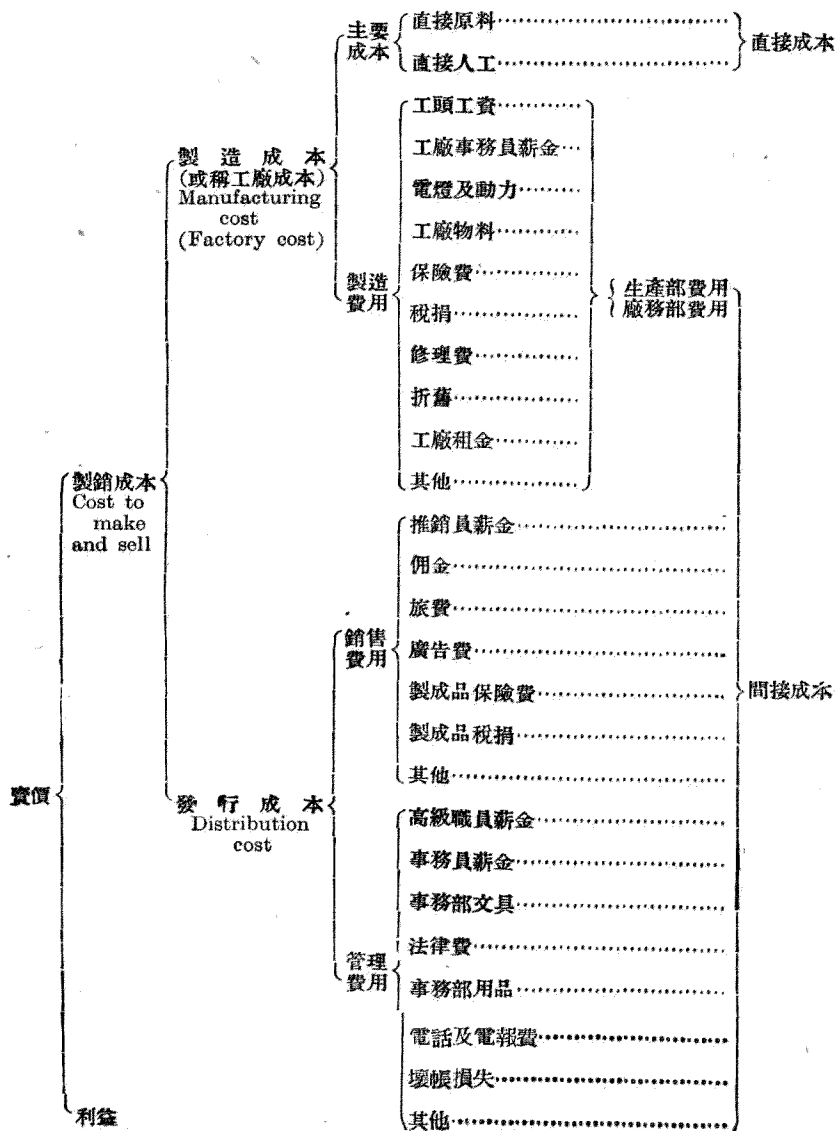 賣價
製銷成本
Cost to
make
and sell
利益
製造成本
(或稱工廠成本)
Manufacturing
cost
(Factory cost)
發行成本
Distribution
cost
主要
成本
直接原料
直接人工
直接成本
製造
費用
工頭工資
工廠事務員薪金
電燈及動力
工廠物料
保險費
稅捐
修理費
折舊
工廠租金
其他
生產部費用
廠務部費用
銷售
費用
推銷員薪金
佣金
旅費
廣告費
製成品保險費
製成品稅捐
其他
管理
費用
高級職員薪金
事務員薪金
事務部文具
法律費
事務部用品
電話及電報費
壞帳損失
其他
間接成本